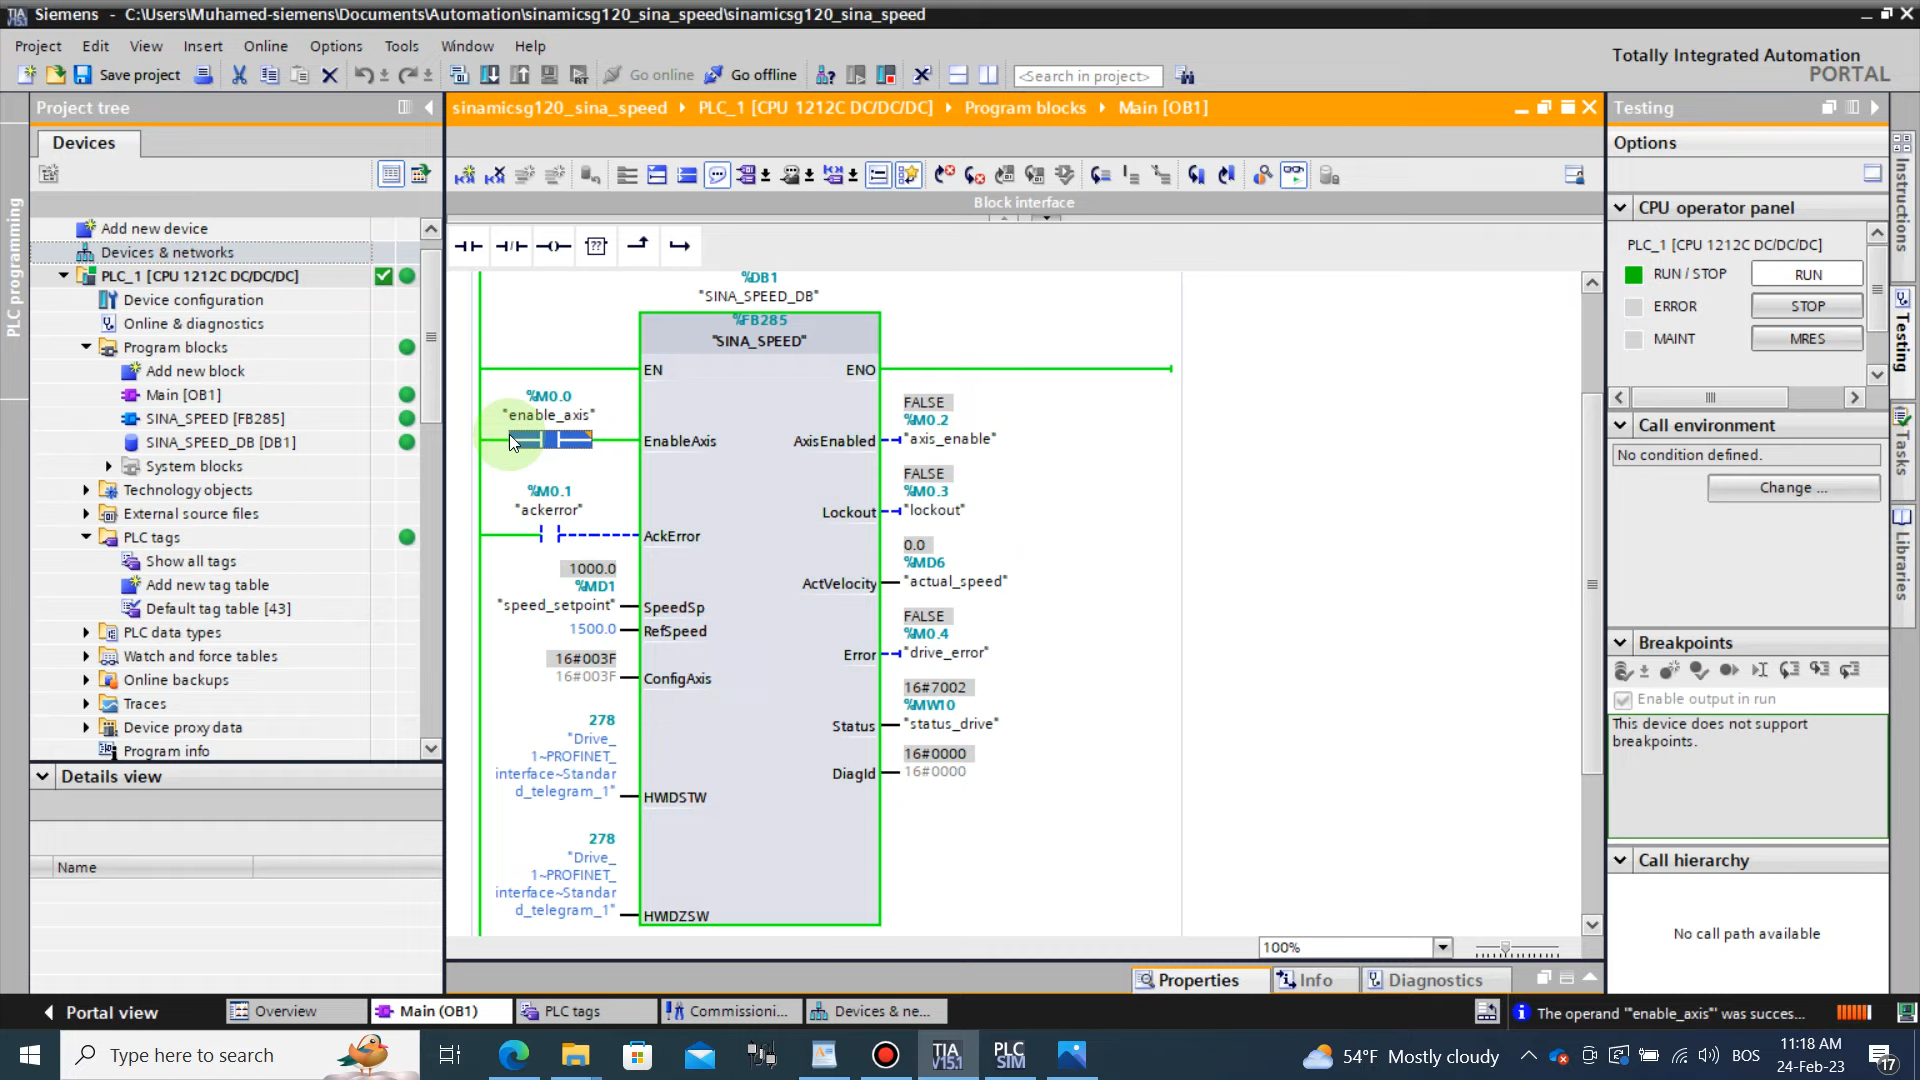 Siemens - C:\Users\Muhamed-siemens\Documents\Automation\sinamicsg120_sina_speed\sinamicsg120_sina_speed
Project Edit View Insert Online Options Tools Window Help
Totally Integrated Automation
PORTAL
Save project
Go online
Go offline
<Search in project>
Project tree
sinamicsg120_sina_speed PLC_1 [CPU 1212C DC/DC/DC] Program blocks Main [OB1]
Testing
Devices
Options
Block interface
PLC programming
Add new device
Devices & networks
PLC_1 [CPU 1212C DC/DC/DC]
Device configuration
Online & diagnostics
Program blocks
Add new block
Main [OB1]
SINA_SPEED [FB285]
SINA_SPEED_DB [DB1]
System blocks
Technology objects
External source files
PLC tags
Show all tags
Add new tag table
Default tag table [43]
PLC data types
Watch and force tables
Online backups
Traces
Device proxy data
Program info
Details view
Name
??
%DB1
"SINA_SPEED_DB"
%FB285
"SINA_SPEED"
EN ENO
%M0.0
"enable_axis"
EnableAxis
%M0.1
"ackerror"
AckError
1000.0
%MD1
"speed_setpoint"
SpeedSp
1500.0
RefSpeed
16#003F
16#003F
ConfigAxis
278
"Drive_
1~PROFINET_
interface~Standar
d_telegram_1"
HWIDSTW
278
"Drive_
1~PROFINET_
interface~Standar
d_telegram_1"
HWIDZSW
FALSE
%M0.2
AxisEnabled "axis_enable"
FALSE
%M0.3
Lockout "lockout"
0.0
%MD6
ActVelocity "actual_speed"
FALSE
%M0.4
Error "drive_error"
16#7002
%MW10
Status "status_drive"
16#0000
DiagId 16#0000
100%
Properties Info Diagnostics
CPU operator panel
PLC_1 [CPU 1212C DC/DC/DC]
RUN / STOP RUN
ERROR STOP
MAINT MRES
Call environment
No condition defined.
Change ...
Breakpoints
Enable output in run
This device does not support
breakpoints.
Call hierarchy
No call path available
Instructions
Testing
Tasks
Libraries
Portal view
Overview
Main (OB1)
PLC tags
Commissioni...
Devices & ne...
The operand '"enable_axis"' was succes...
Type here to search
TIA
V15.1
PLC
SIM
54°F Mostly cloudy
BOS
11:18 AM
24-Feb-23
17